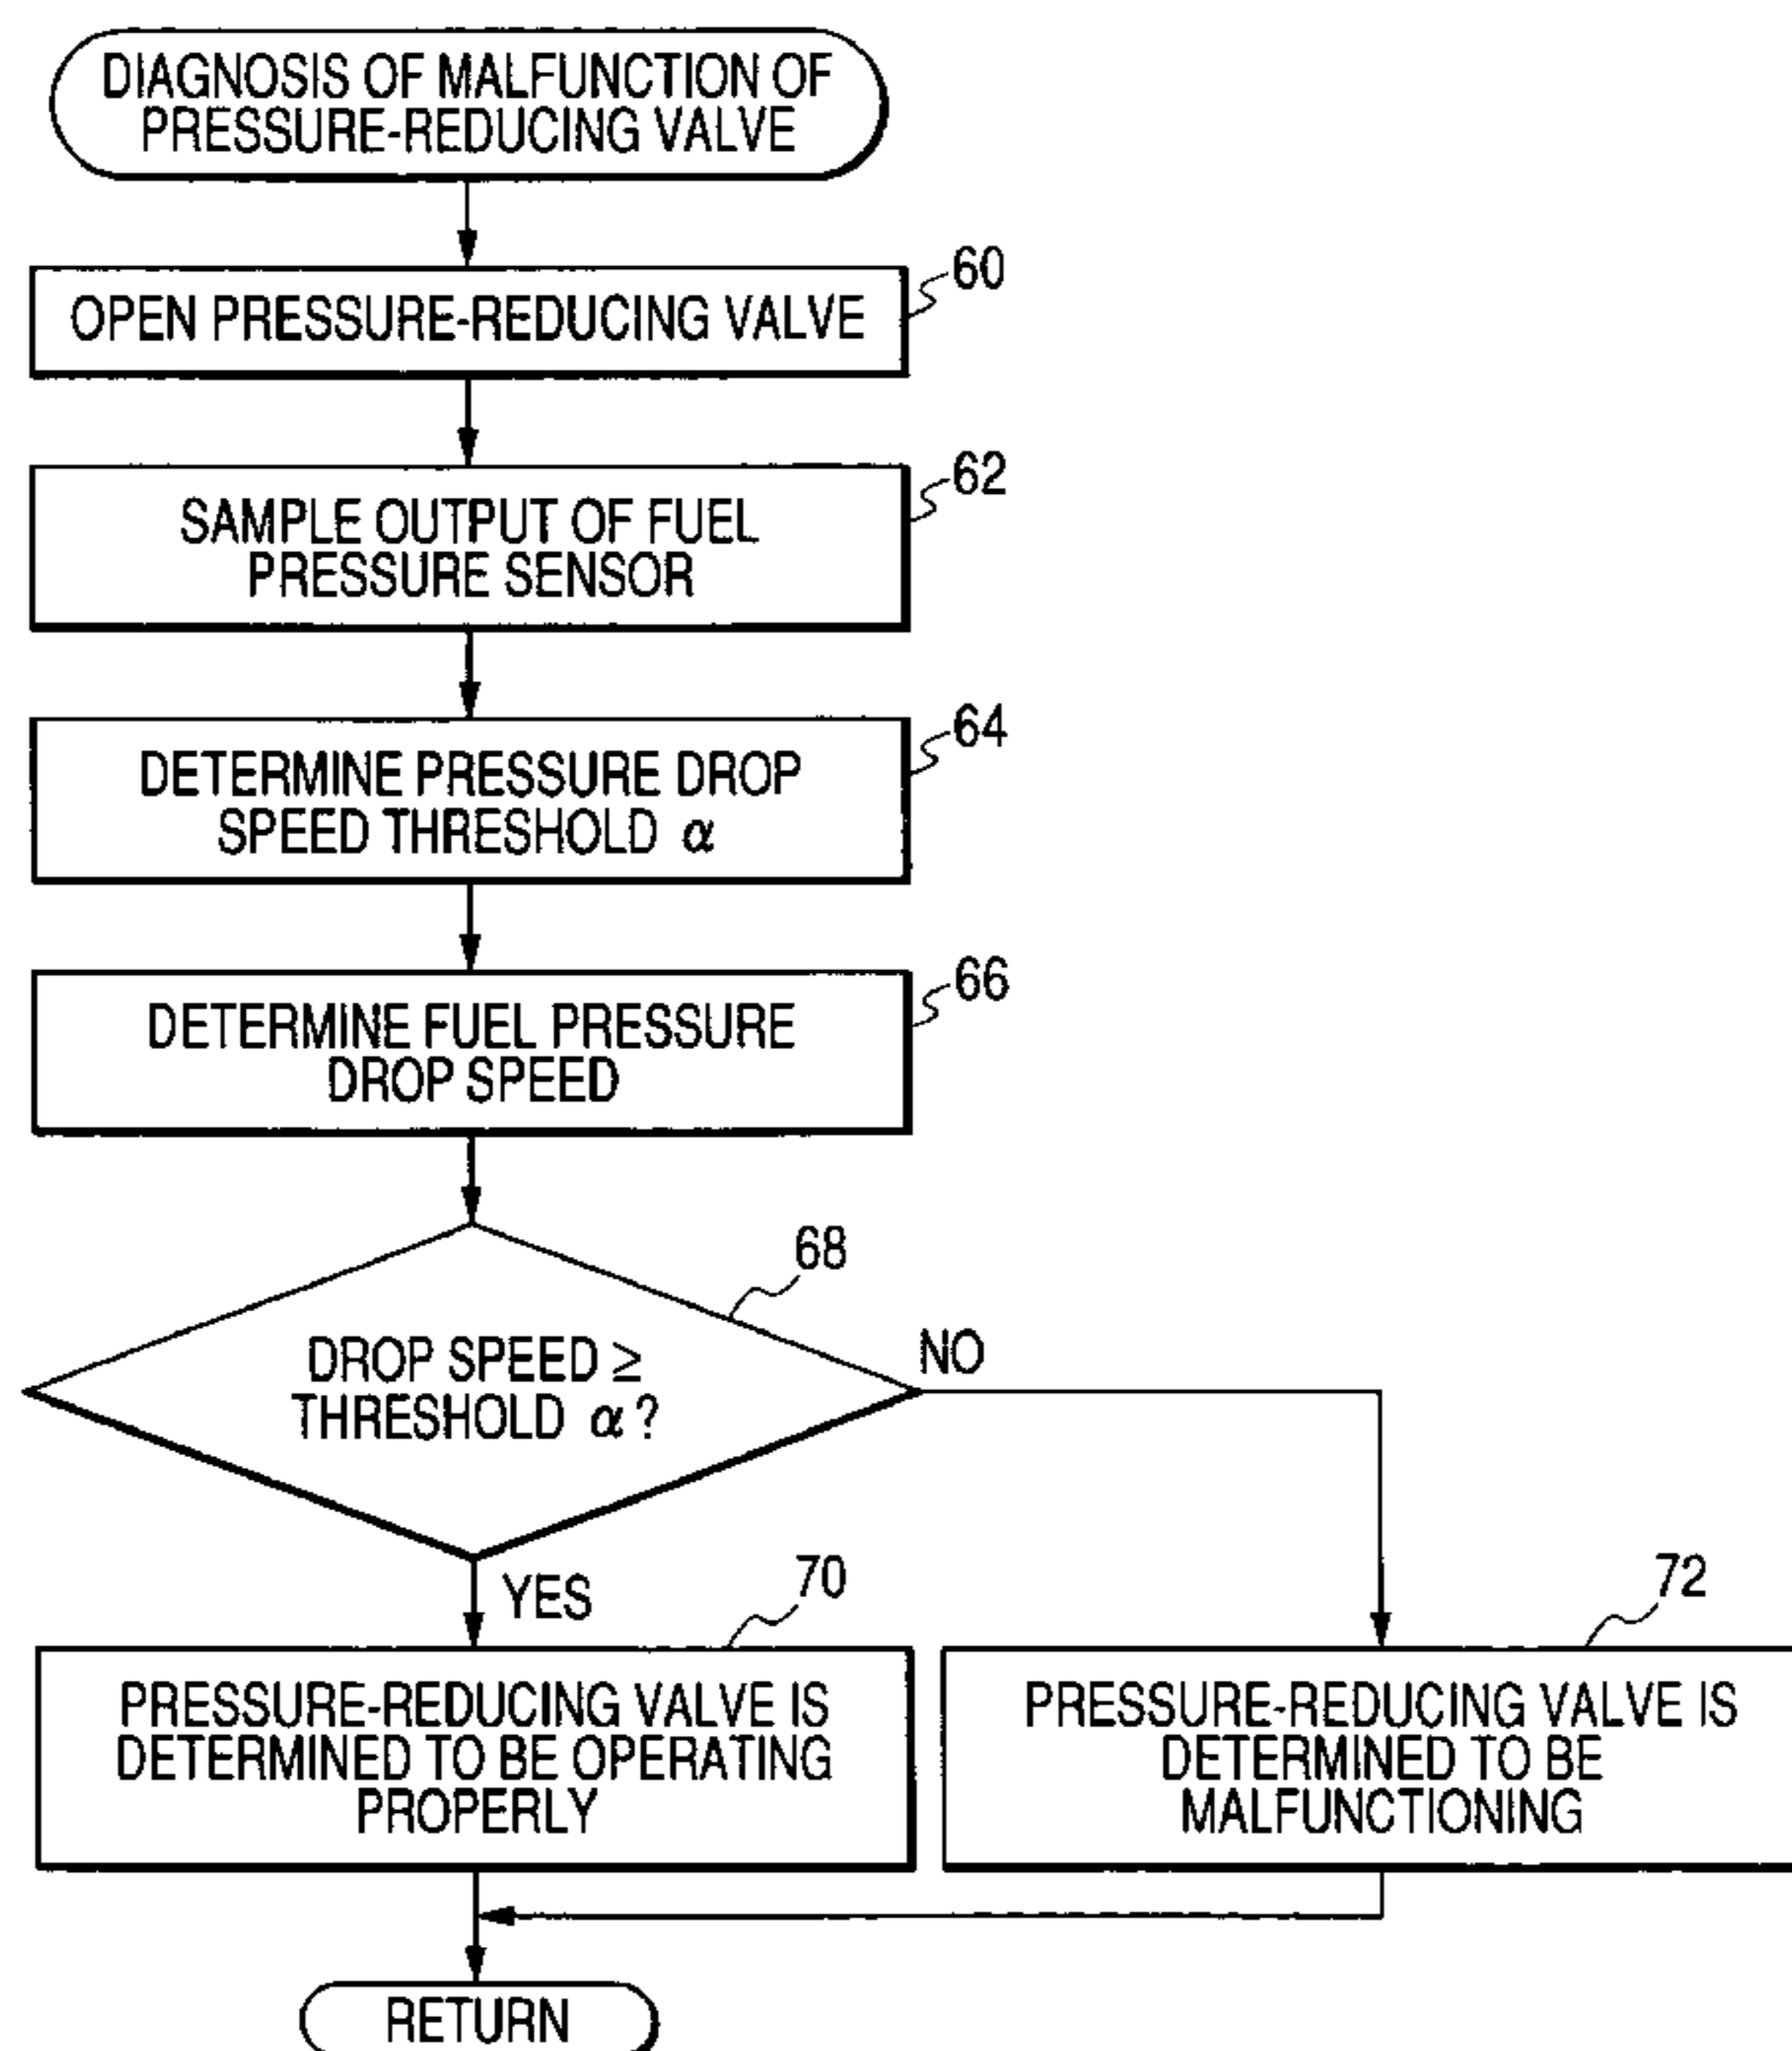 DIAGNOSIS OF MALFUNCTION OF
PRESSURE-REDUCING VALVE
60
OPEN PRESSURE-REDUCING VALVE
62
SAMPLE OUTPUT OF FUEL
PRESSURE SENSOR
64
DETERMINE PRESSURE DROP
SPEED THRESHOLD α
66
DETERMINE FUEL PRESSURE
DROP SPEED
68
DROP SPEED ≥
THRESHOLD α?
NO
YES
70
PRESSURE-REDUCING VALVE IS
DETERMINED TO BE OPERATING
PROPERLY
72
PRESSURE-REDUCING VALVE IS
DETERMINED TO BE
MALFUNCTIONING
RETURN